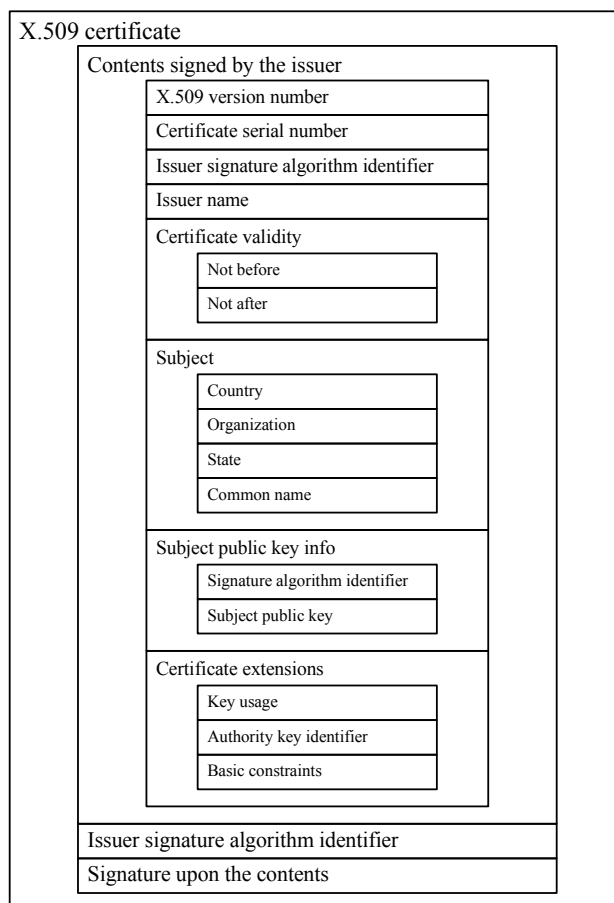 X.509 certificate
Contents signed by the issuer
X.509 version number
Certificate serial number
Issuer signature algorithm identifier
Issuer name
Certificate validity
Not before
Not after
Subject
Country
Organization
State
Common name
Subject public key info
Signature algorithm identifier
Subject public key
Certificate extensions
Key usage
Authority key identifier
Basic constraints
Issuer signature algorithm identifier
Signature upon the contents